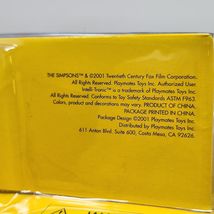 THE SIMPSONS™ & ©2001 Twentieth Century Fox Film Corporation.
All Rights Reserved. Playmates Toys Inc.
Intelli-Tronic™ is a trademark of Playmates Toys Inc.
All Rights Reserved. Conforms to Toy Safety Standards ASTM F963.
Colors, product and decorations may vary. PRODUCT OF CHINA.
PACKAGE PRINTED IN CHINA.
Package Design ©2001 Playmates Toys Inc.
Distributed by Playmates Toys Inc.
611 Anton Blvd. Suite 600, Costa Mesa, CA 92626.